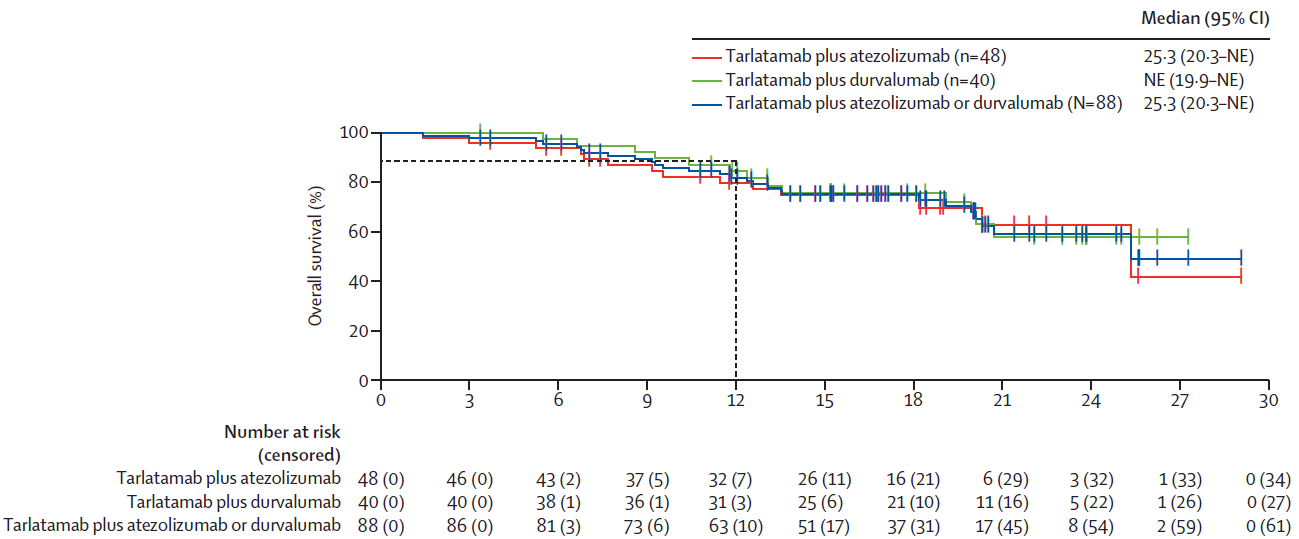 Median (95% CI)
Tarlatamab plus atezolizumab (n=48) 25·3 (20·3–NE)
Tarlatamab plus durvalumab (n=40) NE (19·9–NE)
Tarlatamab plus atezolizumab or durvalumab (N=88) 25·3 (20·3–NE)
Overall survival (%)
100
80
60
40
20
0
0 3 6 9 12 15 18 21 24 27 30
Number at risk
(censored)
Tarlatamab plus atezolizumab 48 (0) 46 (0) 43 (2) 37 (5) 32 (7) 26 (11) 16 (21) 6 (29) 3 (32) 1 (33) 0 (34)
Tarlatamab plus durvalumab 40 (0) 40 (0) 38 (1) 36 (1) 31 (3) 25 (6) 21 (10) 11 (16) 5 (22) 1 (26) 0 (27)
Tarlatamab plus atezolizumab or durvalumab 88 (0) 86 (0) 81 (3) 73 (6) 63 (10) 51 (17) 37 (31) 17 (45) 8 (54) 2 (59) 0 (61)